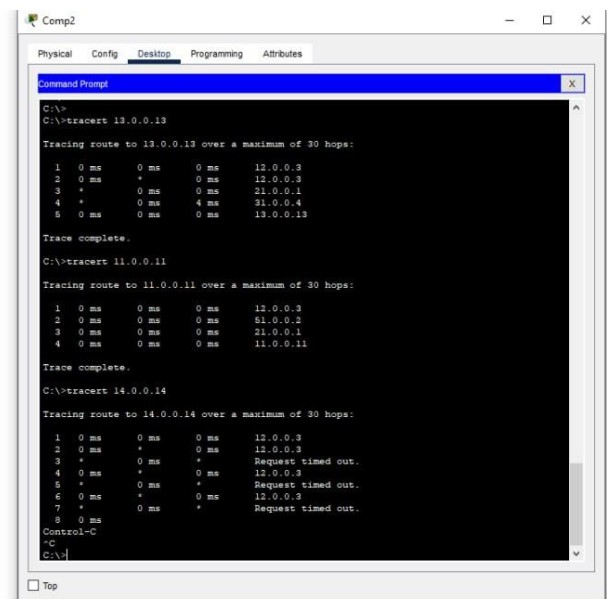 Comp2
Physical Config Desktop Programming Attributes
Command Prompt X
C:\>
C:\>tracert 13.0.0.13
Tracing route to 13.0.0.13 over a maximum of 30 hops:
1 0 ms 0 ms 0 ms 12.0.0.3
2 0 ms * 0 ms 12.0.0.3
3 * 0 ms 0 ms 21.0.0.1
4 * 0 ms 4 ms 31.0.0.4
5 0 ms 0 ms 0 ms 13.0.0.13
Trace complete.
C:\>tracert 11.0.0.11
Tracing route to 11.0.0.11 over a maximum of 30 hops:
1 0 ms 0 ms 0 ms 12.0.0.3
2 0 ms 0 ms 0 ms 51.0.0.2
3 0 ms 0 ms 0 ms 21.0.0.1
4 0 ms 0 ms 0 ms 11.0.0.11
Trace complete.
C:\>tracert 14.0.0.14
Tracing route to 14.0.0.14 over a maximum of 30 hops:
1 0 ms 0 ms 0 ms 12.0.0.3
2 0 ms * 0 ms 12.0.0.3
3 * 0 ms * Request timed out.
4 0 ms * 0 ms 12.0.0.3
5 * 0 ms * Request timed out.
6 0 ms * 0 ms 12.0.0.3
7 * 0 ms * Request timed out.
8 0 ms
Control-C
^C
C:\>
Top